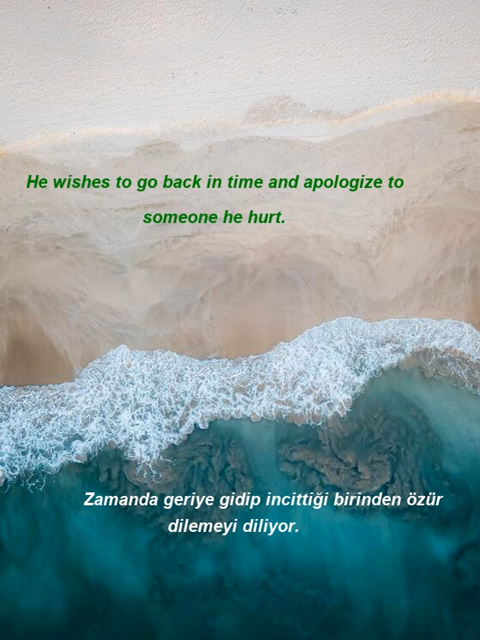 He wishes to go back in time and apologize to
someone he hurt.
Zamanda geriye gidip incittiği birinden özür
dilemeyi diliyor.